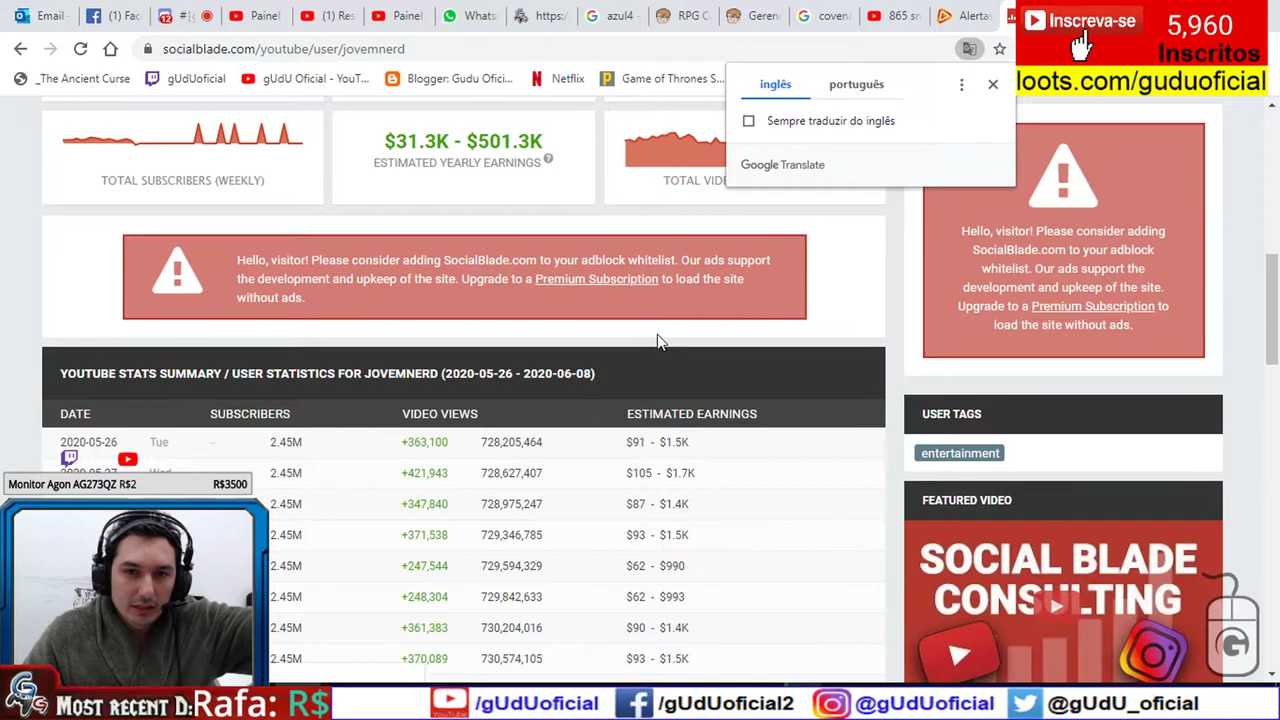 Email -
(1) Fac
12
#|
Painel
(1) Res
Painel
Whats
https:/
azul4 -
RPG C
Geren
coven
865 sr
Alertas
socialblade.com/youtube/user/jovemnerd
_The Ancient Curse
gUdUoficial
gUdU Oficial - YouT...
Blogger: Gudu Ofici...
Netflix
Game of Thrones S...
inglês
português
Sempre traduzir do inglês
Google Translate
Inscreva-se
5,960
Inscritos
loots.com/guduoficial
TOTAL SUBSCRIBERS (WEEKLY)
$31.3K - $501.3K
ESTIMATED YEARLY EARNINGS
TOTAL VIDE
Hello, visitor! Please consider adding SocialBlade.com to your adblock whitelist. Our ads support
the development and upkeep of the site. Upgrade to a Premium Subscription to load the site
without ads.
Hello, visitor! Please consider adding
SocialBlade.com to your adblock
whitelist. Our ads support the
development and upkeep of the site.
Upgrade to a Premium Subscription to
load the site without ads.
YOUTUBE STATS SUMMARY / USER STATISTICS FOR JOVEMNERD (2020-05-26 - 2020-06-08)
DATE SUBSCRIBERS VIDEO VIEWS ESTIMATED EARNINGS
2020-05-26 Tue -- 2.45M +363,100 728,205,464 $91 - $1.5K
2020-05-27 Wed 2.45M +421,943 728,627,407 $105 - $1.7K
2.45M +347,840 728,975,247 $87 - $1.4K
2.45M +371,538 729,346,785 $93 - $1.5K
2.45M +247,544 729,594,329 $62 - $990
2.45M +248,304 729,842,633 $62 - $993
2.45M +361,383 730,204,016 $90 - $1.4K
2.45M +370,089 730,574,105 $93 - $1.5K
USER TAGS
entertainment
FEATURED VIDEO
SOCIAL BLADE
CONSULTING
Monitor Agon AG273QZ R$2 R$3500
Most recent D: Rafa: R$
/gUdUoficial
/gUdUoficial2
@gUdUoficial
@gUdU_oficial